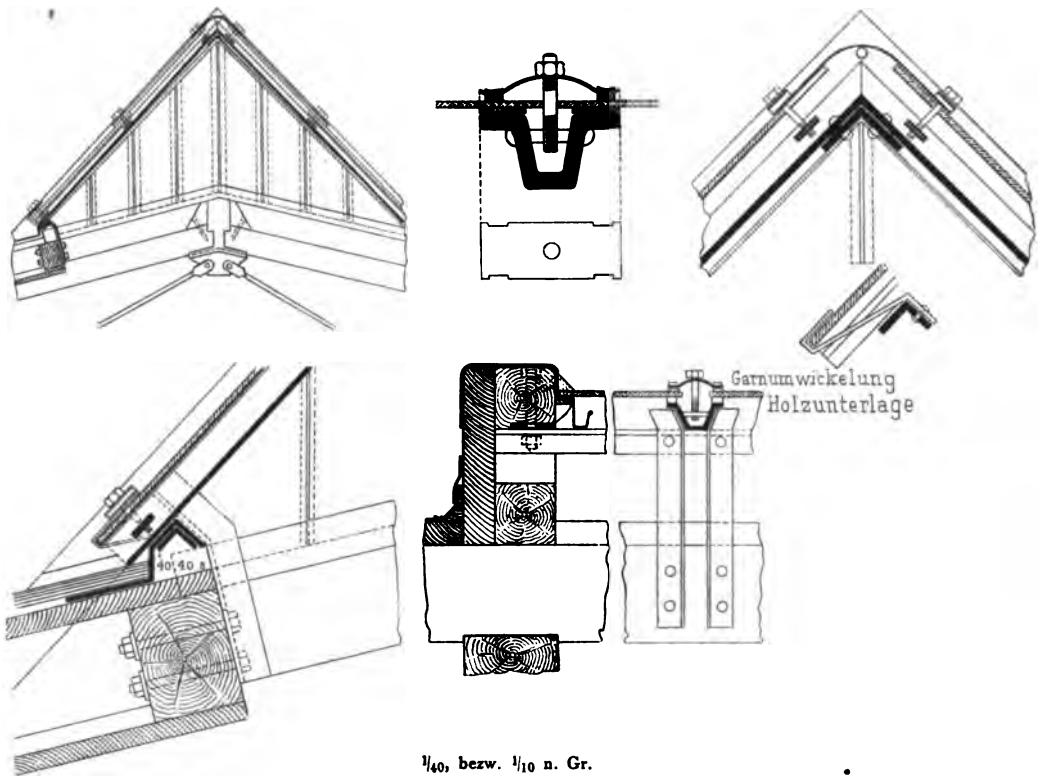 Garnumwickelung
Holzunterlage
40,40 s
¹/₄₀, bezw. ¹/₁₀ n. Gr.